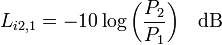 L_{i2,1} = −10 log (P_2 / P_1) dB